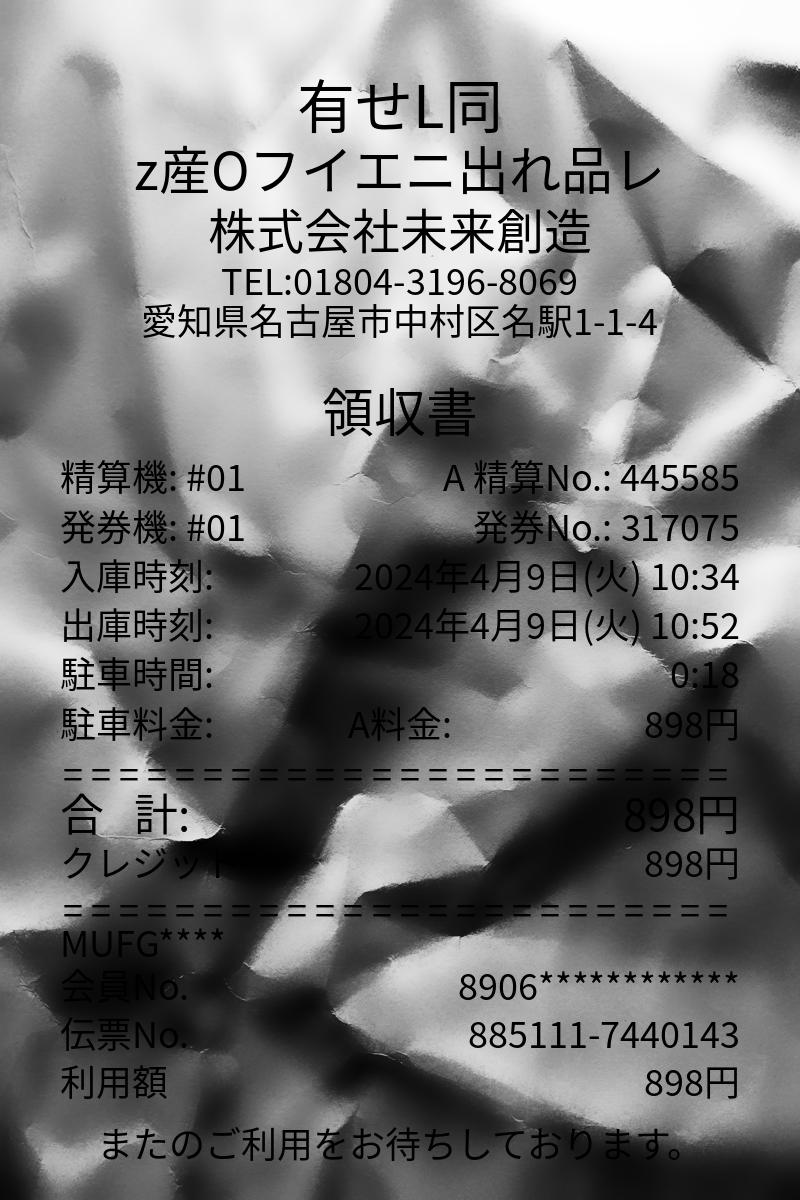 有せL同
z産Oフイエニ出れ品レ
株式会社未来創造
TEL:01804-3196-8069
愛知県名古屋市中村区名駅1-1-4
領収書
精算機: #01 A 精算No.: 445585
発券機: #01 発券No.: 317075
入庫時刻: 2024年4月9日(火) 10:34
出庫時刻: 2024年4月9日(火) 10:52
駐車時間: 0:18
駐車料金: A料金: 898円
=========================
合 計: 898円
クレジット 898円
=========================
MUFG****
会員No. 8906************
伝票No. 885111-7440143
利用額 898円
またのご利用をお待ちしております。